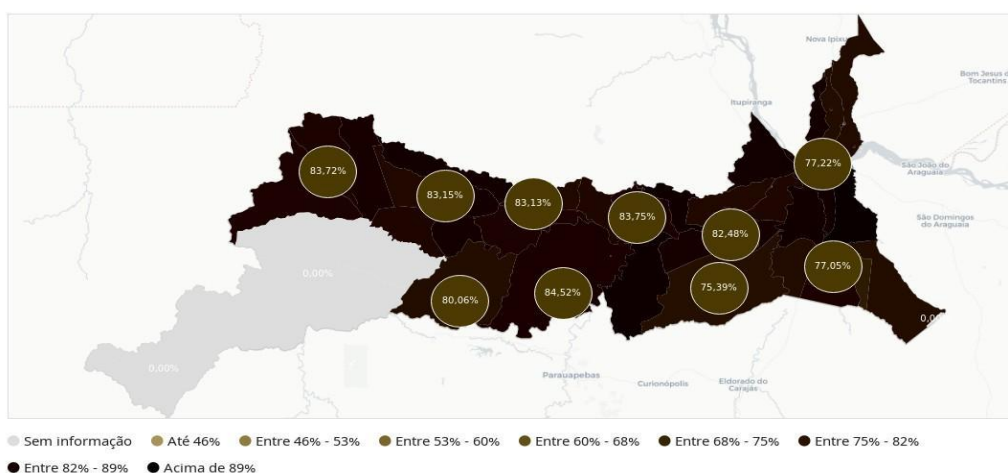 Nova Ipixu
Bom Jesus d
Tocantins
Itupiranga
77,22%
São João do
Araguaia
83,72%
83,15%
83,13%
83,75%
82,48%
São Domingos
do Araguaia
77,05%
0,00%
75,39%
80,06%
84,52%
0,0
0,00%
Parauapebas
Curionópolis
Eldorado do
Carajás
Sem informação Até 46% Entre 46% - 53% Entre 53% - 60% Entre 60% - 68% Entre 68% - 75% Entre 75% - 82%
Entre 82% - 89% Acima de 89%